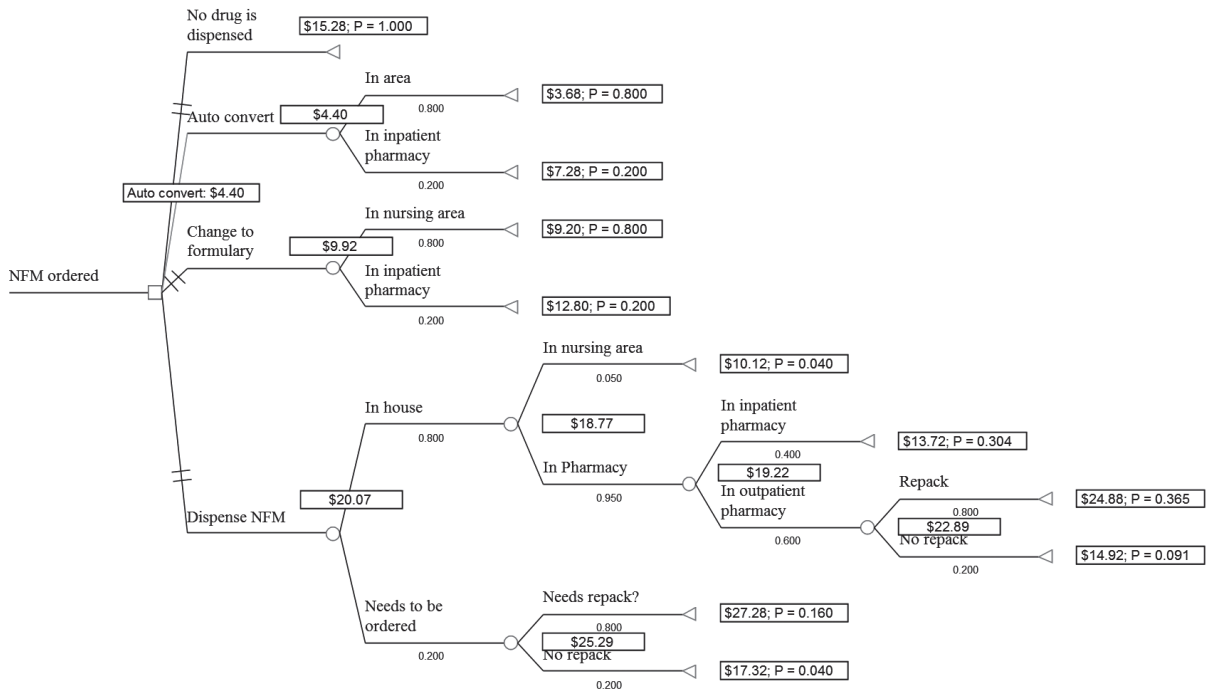 No drug is
dispensed
$15.28; P = 1.000
In area
0.800
$3.68; P = 0.800
Auto convert
$4.40
In inpatient
pharmacy
0.200
$7.28; P = 0.200
Auto convert: $4.40
In nursing area
0.800
$9.20; P = 0.800
Change to
formulary
$9.92
In inpatient
pharmacy
0.200
$12.80; P = 0.200
NFM ordered
In nursing area
0.050
$10.12; P = 0.040
In house
0.800
$18.77
In inpatient
pharmacy
0.400
$13.72; P = 0.304
In Pharmacy
0.950
$19.22
In outpatient
pharmacy
0.600
Repack
0.800
$24.88; P = 0.365
$22.89
No repack
0.200
$14.92; P = 0.091
$20.07
Dispense NFM
Needs to be
ordered
0.200
Needs repack?
0.800
$27.28; P = 0.160
$25.29
No repack
0.200
$17.32; P = 0.040